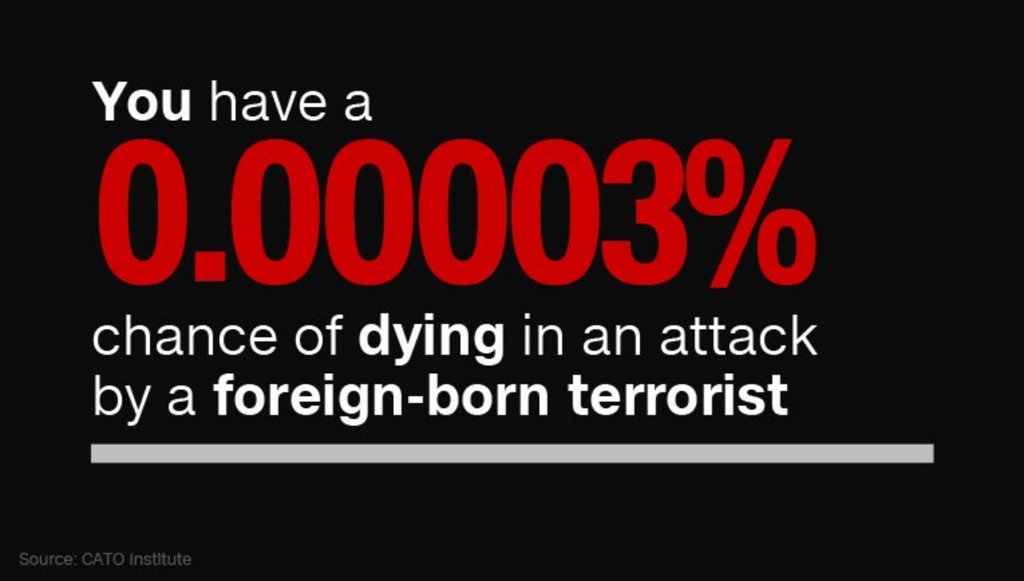 You have a
0.00003%
chance of dying in an attack
by a foreign-born terrorist
Source: CATO Institute